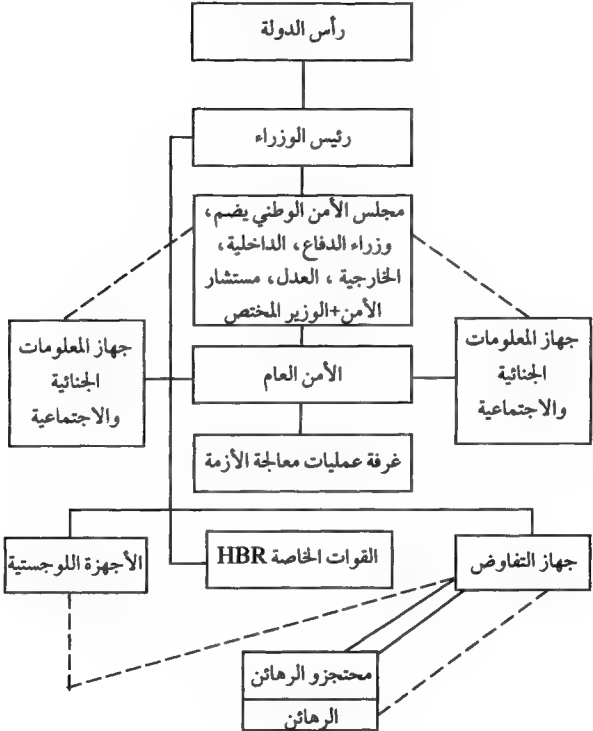 رأس الدولة
رئيس الوزراء
مجلس الأمن الوطني يضم،
وزراء الدفاع، الداخلية،
الخارجية ، العدل، مستشار
الأمن+الوزير المختص
جهاز المعلومات
الجنائية
والاجتماعية
الأمن العام
جهاز المعلومات
الجنائية
والاجتماعية
غرفة عمليات معالجة الأزمة
جهاز التفاوض
القوات الخاصة HBR
الأجهزة اللوجستية
محتجزو الرهائن
الرهائن